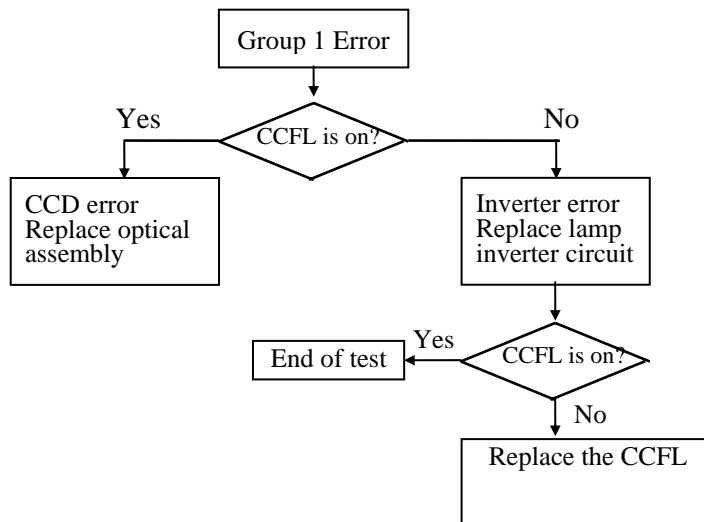 Group 1 Error
Yes
CCFL is on?
No
CCD error
Replace optical
assembly
Inverter error
Replace lamp
inverter circuit
Yes
End of test
CCFL is on?
No
Replace the CCFL